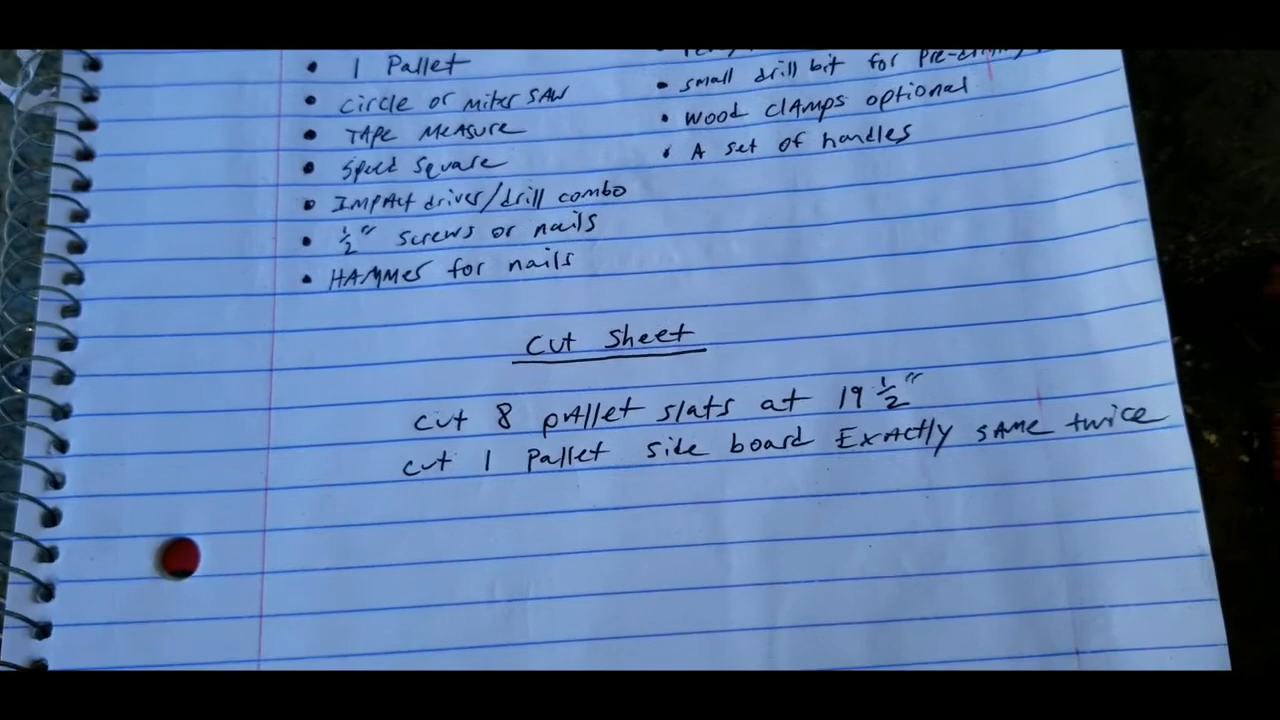 • 1 Pallet
• circle or miter SAW
• TAPE MEASURE
• Speed Square
• IMPACT driver/drill combo
• ½" screws or nails
• HAMMER for nails
• small drill bit for Pre-drilling
• WOOD CLAMPS optional
• A set of handles
Cut Sheet
cut 8 pallet slats at 19 ½"
cut 1 Pallet side board EXACTLY SAME twice